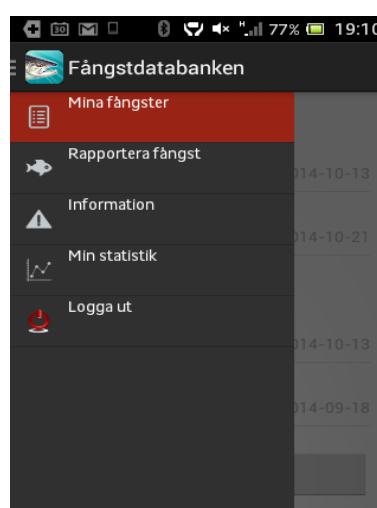 30 H 77% 19:10
Fångstdatabanken
Mina fångster
Rapportera fångst
014-10-13
Information
014-10-21
Min statistik
Logga ut
014-10-13
014-09-18